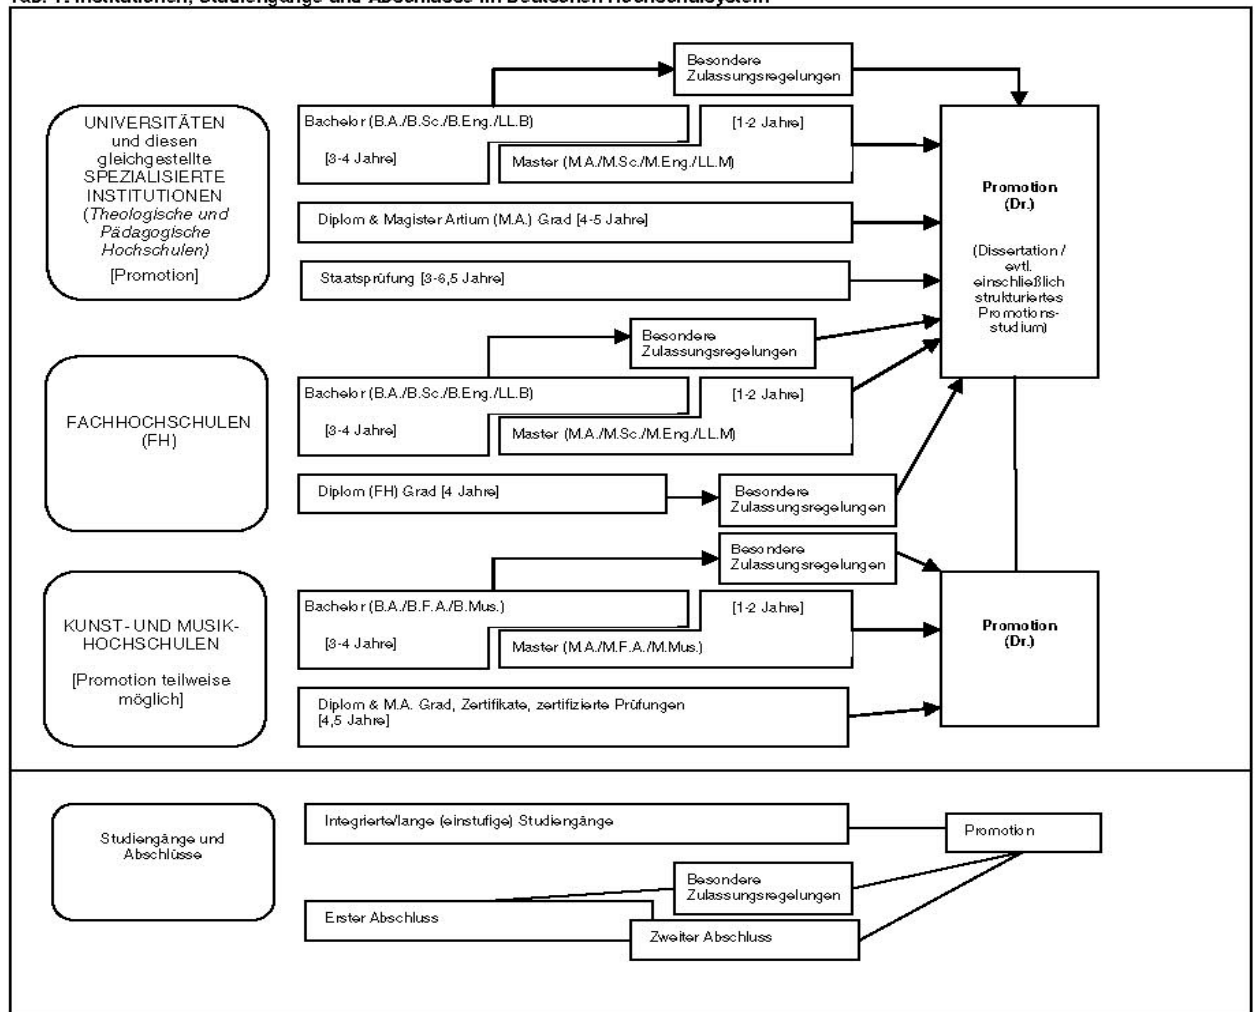 Tab. 1: Institutionen, Studiengänge und Abschlüsse im Deutschen Hochschulsystem
UNIVERSITÄTEN
und diesen
gleichgestellte
SPEZIALISIERTE
INSTITUTIONEN
(Theologische und
Pädagogische
Hochschulen)
[Promotion]
Besondere
Zulassungsregelungen
Bachelor (B.A./B.Sc./B.Eng./LL.B)
[3-4 Jahre]
[1-2 Jahre]
Master (M.A./M.Sc./M.Eng./LL.M)
Diplom & Magister Artium (M.A.) Grad [4-5 Jahre]
Staatsprüfung [3-6,5 Jahre]
Promotion
(Dr.)
(Dissertation /
evtl.
einschließlich
strukturiertes
Promotions-
studium)
FACHHOCHSCHULEN
(FH)
Besondere
Zulassungsregelungen
Bachelor (B.A./B.Sc./B.Eng./LL.B)
[3-4 Jahre]
[1-2 Jahre]
Master (M.A./M.Sc./M.Eng./LL.M)
Diplom (FH) Grad [4 Jahre]
Besondere
Zulassungsregelungen
KUNST- UND MUSIK-
HOCHSCHULEN
[Promotion teilweise
möglich]
Besondere
Zulassungsregelungen
Bachelor (B.A./B.F.A./B.Mus.)
[3-4 Jahre]
[1-2 Jahre]
Master (M.A./M.F.A./M.Mus.)
Diplom & M.A. Grad, Zertifikate, zertifizierte Prüfungen
[4,5 Jahre]
Promotion
(Dr.)
Studiengänge und
Abschlüsse
Integrierte/lange (einstufige) Studiengänge
Promotion
Besondere
Zulassungsregelungen
Erster Abschluss
Zweiter Abschluss